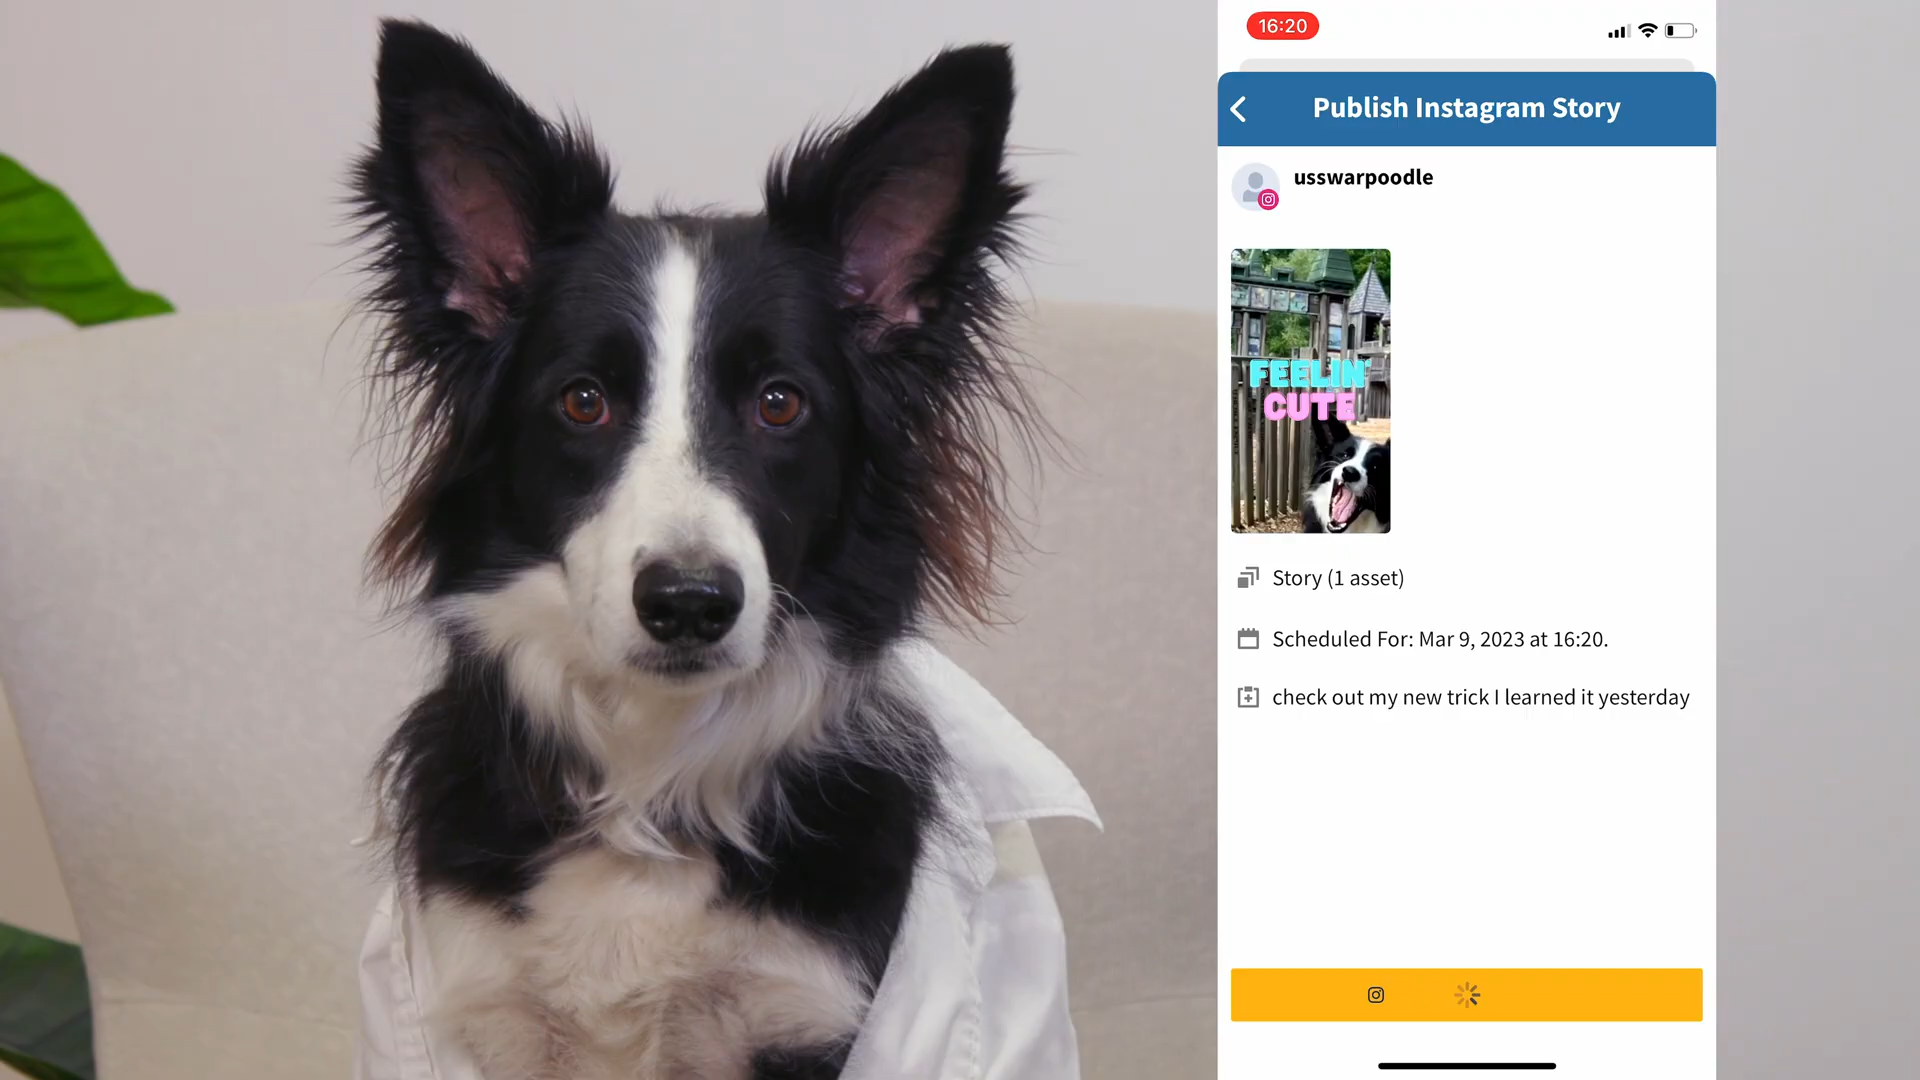 16:20
Publish Instagram Story
usswarpoodle
FEELIN'
CUTE
Story (1 asset)
Scheduled For: Mar 9, 2023 at 16:20.
check out my new trick I learned it yesterday